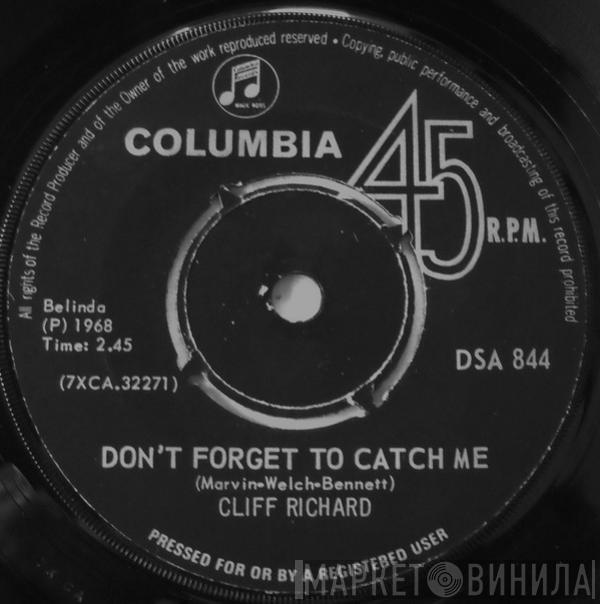 All rights of the Record Producer and of the Owner of the work reproduced reserved • Copying, public performance and broadcasting of this record prohibited
MAGIC NOTES
COLUMBIA
45
R.P.M.
Belinda
(P) 1968
Time: 2.45
DSA 844
(7XCA.32271)
DON'T FORGET TO CATCH ME
(Marvin-Welch-Bennett)
CLIFF RICHARD
PRESSED FOR OR BY A REGISTERED USER
МАРКЕТ ВИНИЛА